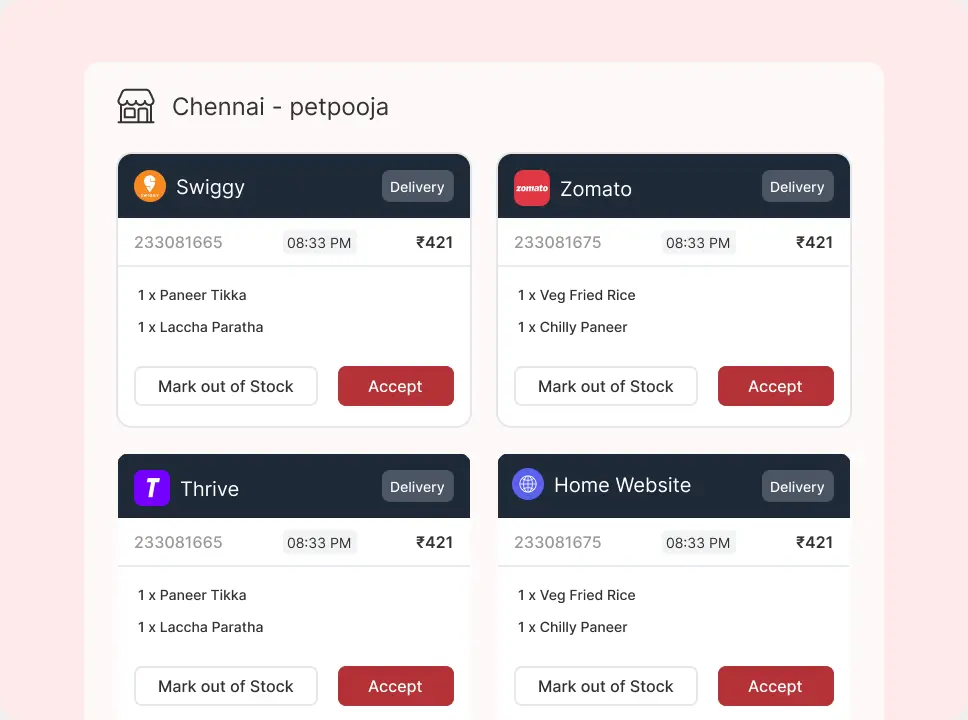 Chennai - petpooja
Swiggy
Delivery
233081665 08:33 PM ₹421
1 x Paneer Tikka
1 x Laccha Paratha
Mark out of Stock Accept
zomato Zomato
Delivery
233081675 08:33 PM ₹421
1 x Veg Fried Rice
1 x Chilly Paneer
Mark out of Stock Accept
T Thrive
Delivery
233081665 08:33 PM ₹421
1 x Paneer Tikka
1 x Laccha Paratha
Mark out of Stock Accept
Home Website
Delivery
233081675 08:33 PM ₹421
1 x Veg Fried Rice
1 x Chilly Paneer
Mark out of Stock Accept